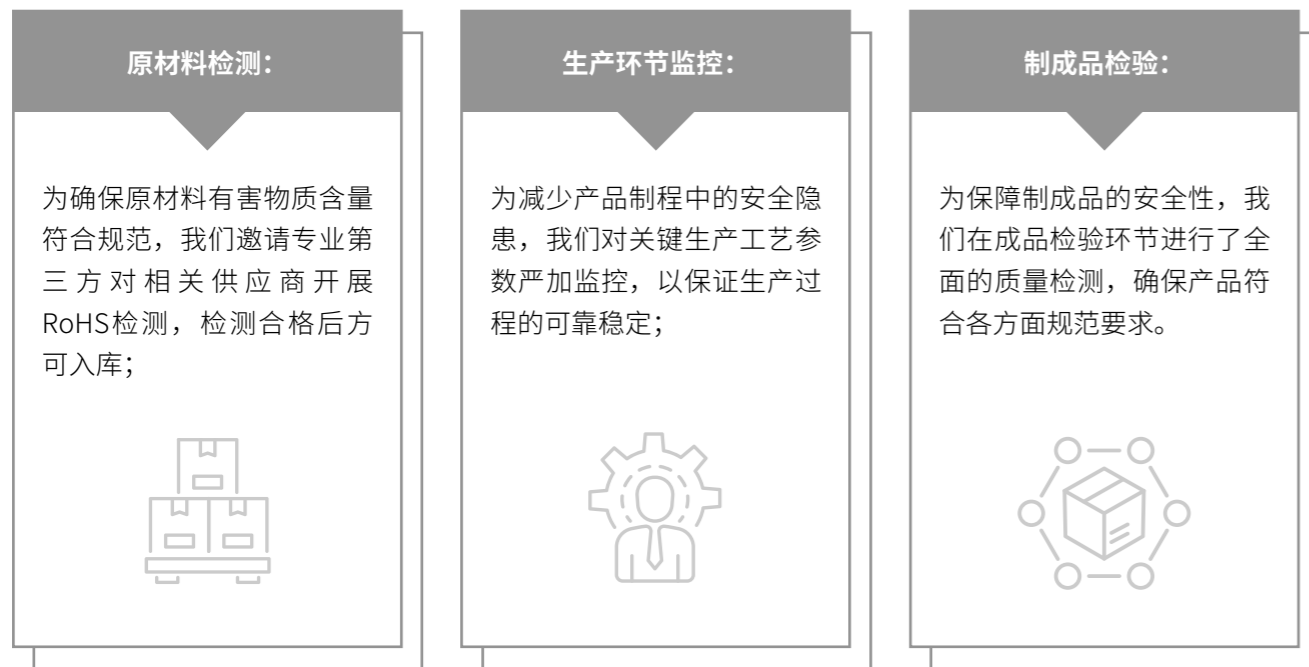 原材料检测：
为确保原材料有害物质含量
符合规范，我们邀请专业第
三方对相关供应商开展
RoHS检测，检测合格后方
可入库；
生产环节监控：
为减少产品制程中的安全隐
患，我们对关键生产工艺参
数严加监控，以保证生产过
程的可靠稳定；
制成品检验：
为保障制成品的安全性，我
们在成品检验环节进行了全
面的质量检测，确保产品符
合各方面规范要求。